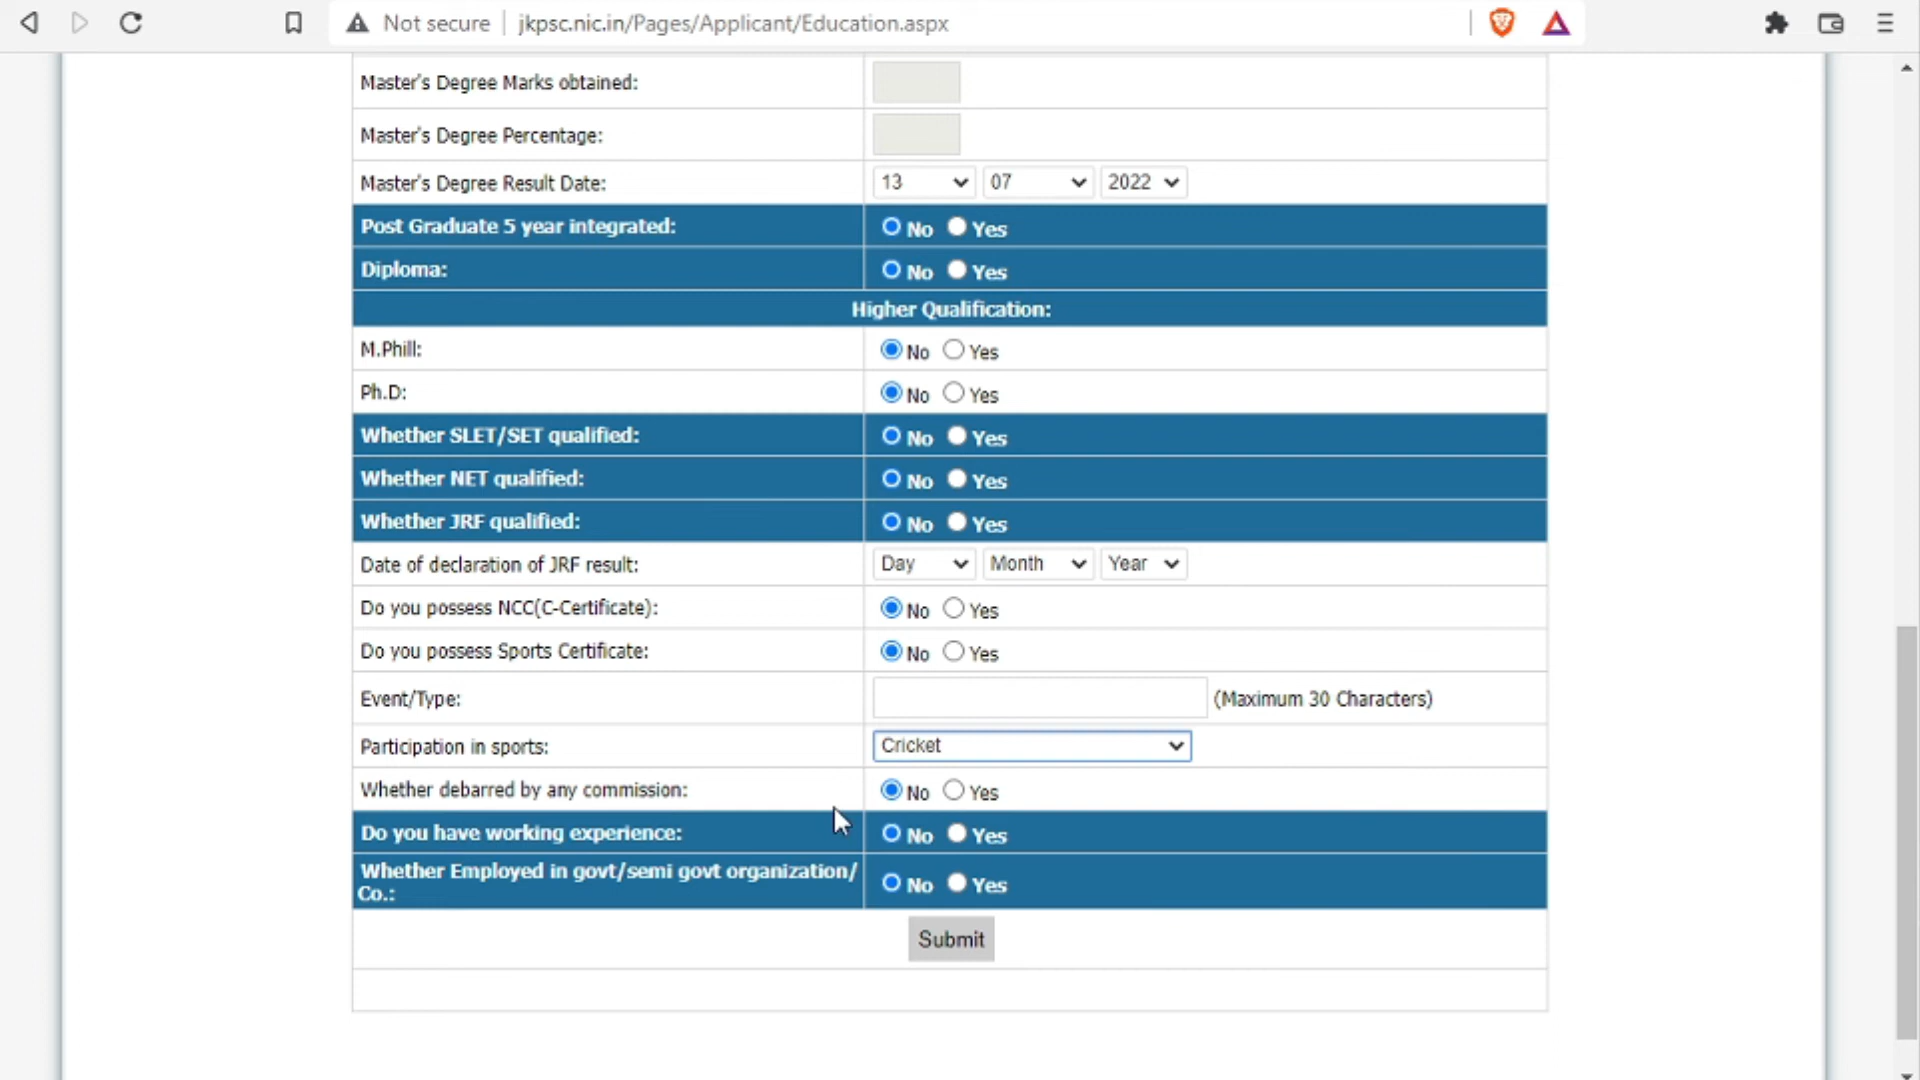 Not secure jkpsc.nic.in/Pages/Applicant/Education.aspx
Master's Degree Marks obtained:
Master's Degree Percentage:
Master's Degree Result Date: 13 07 2022
Post Graduate 5 year integrated: No Yes
Diploma: No Yes
Higher Qualification:
M.Phill: No Yes
Ph.D: No Yes
Whether SLET/SET qualified: No Yes
Whether NET qualified: No Yes
Whether JRF qualified: No Yes
Date of declaration of JRF result: Day Month Year
Do you possess NCC(C-Certificate): No Yes
Do you possess Sports Certificate: No Yes
Event/Type: (Maximum 30 Characters)
Participation in sports: Cricket
Whether debarred by any commission: No Yes
Do you have working experience: No Yes
Whether Employed in govt/semi govt organization/
Co.: No Yes
Submit